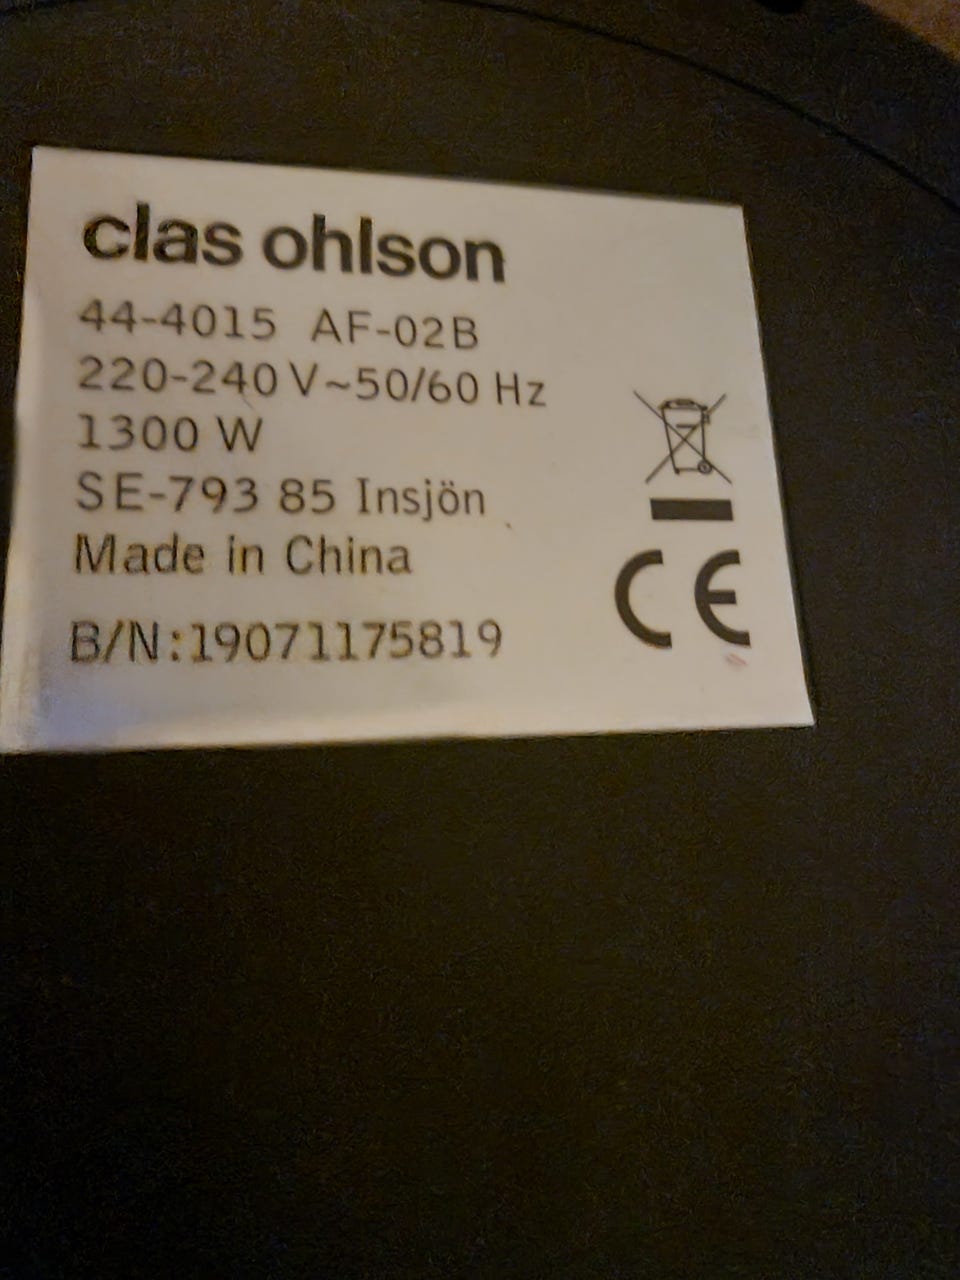 clas ohlson
44-4015 AF-02B
220-240 V~50/60 Hz
1300 W
SE-793 85 Insjön
Made in China
B/N:19071175819
CE